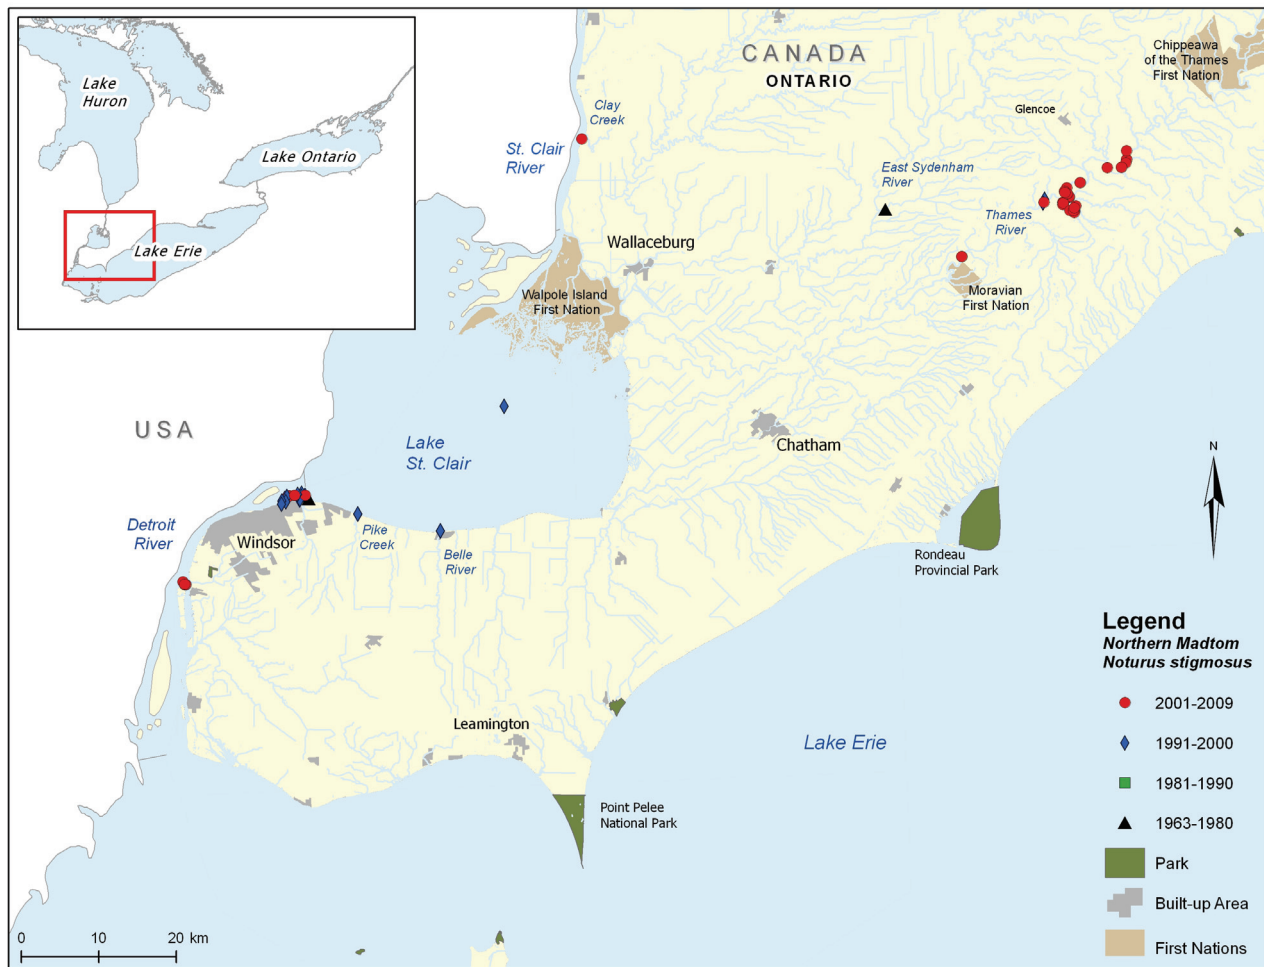 Lake
Huron
Lake Ontario
Lake Erie
CANADA
ONTARIO
Chippeawa
of the Thames
First Nation
Glencoe
Clay
Creek
St. Clair
River
East Sydenham
River
Thames
River
Wallaceburg
Walpole Island
First Nation
Moravian
First Nation
USA
Lake
St. Clair
Chatham
N
Detroit
River
Windsor
Pike
Creek
Belle
River
Rondeau
Provincial Park
Leamington
Lake Erie
Point Pelee
National Park
Legend
Northern Madtom
Noturus stigmosus
2001-2009
1991-2000
1981-1990
1963-1980
Park
Built-up Area
First Nations
0 10 20 km